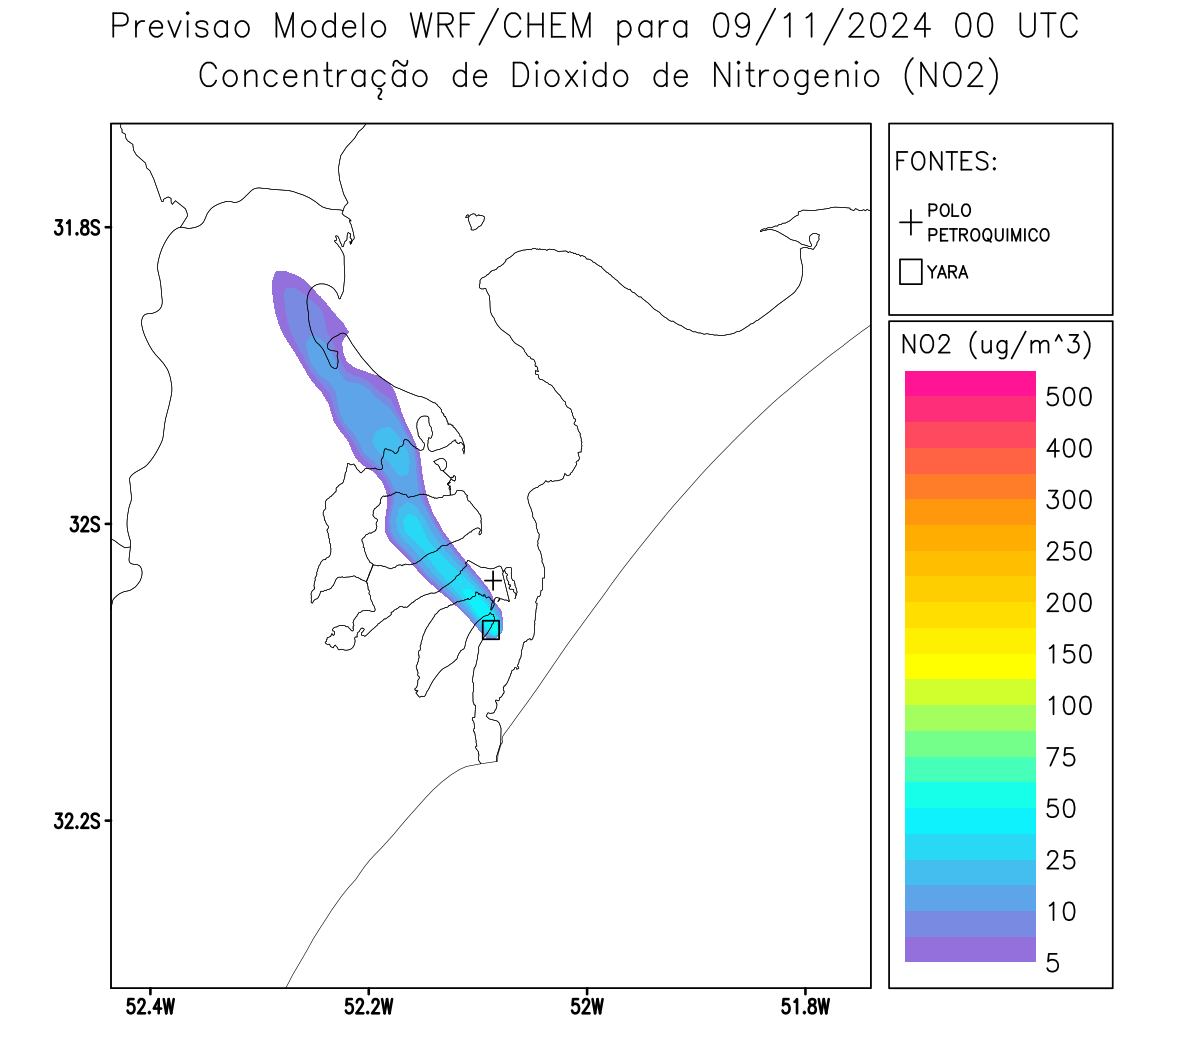 Previsao Modelo WRF/CHEM para 09/11/2024 00 UTC
Concentração de Dioxido de Nitrogenio (NO2)
FONTES:
POLO
PETROQUIMICO
YARA
31.8S
32S
32.2S
52.4W
52.2W
52W
51.8W
NO2 (ug/m^3)
500
400
300
250
200
150
100
75
50
25
10
5